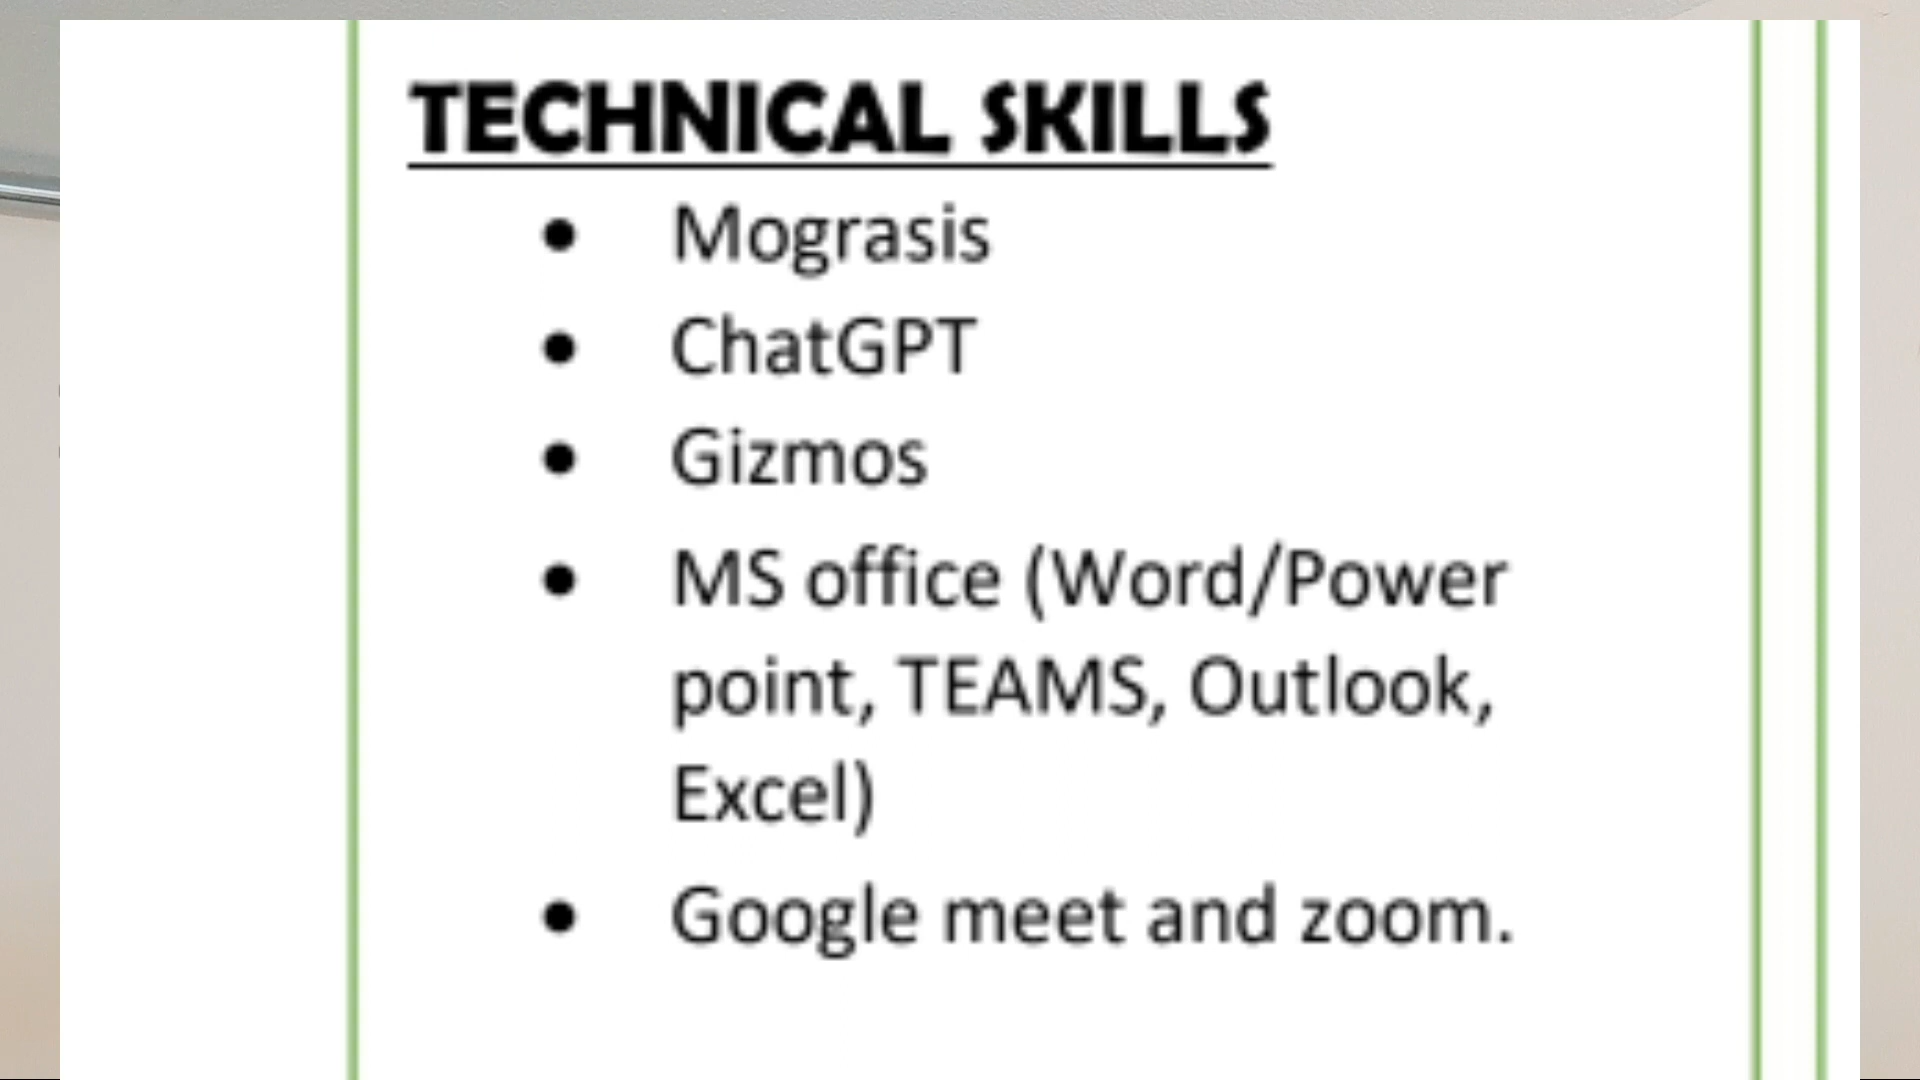 TECHNICAL SKILLS
• Mograsis
• ChatGPT
• Gizmos
• MS office (Word/Power
point, TEAMS, Outlook,
Excel)
• Google meet and zoom.